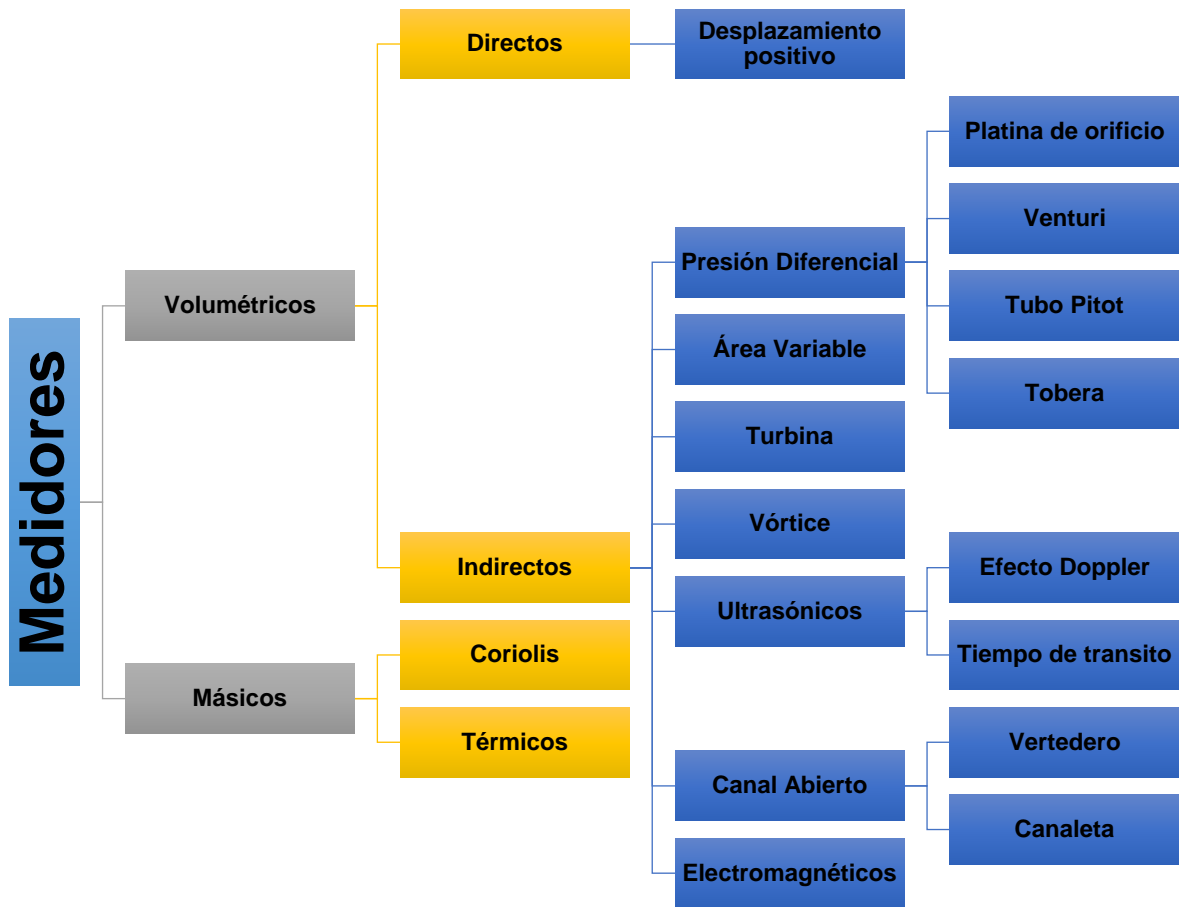 Medidores
Volumétricos
Directos
Desplazamiento
positivo
Indirectos
Presión Diferencial
Platina de orificio
Venturi
Tubo Pitot
Tobera
Área Variable
Turbina
Vórtice
Ultrasónicos
Efecto Doppler
Tiempo de transito
Canal Abierto
Vertedero
Canaleta
Electromagnéticos
Másicos
Coriolis
Térmicos